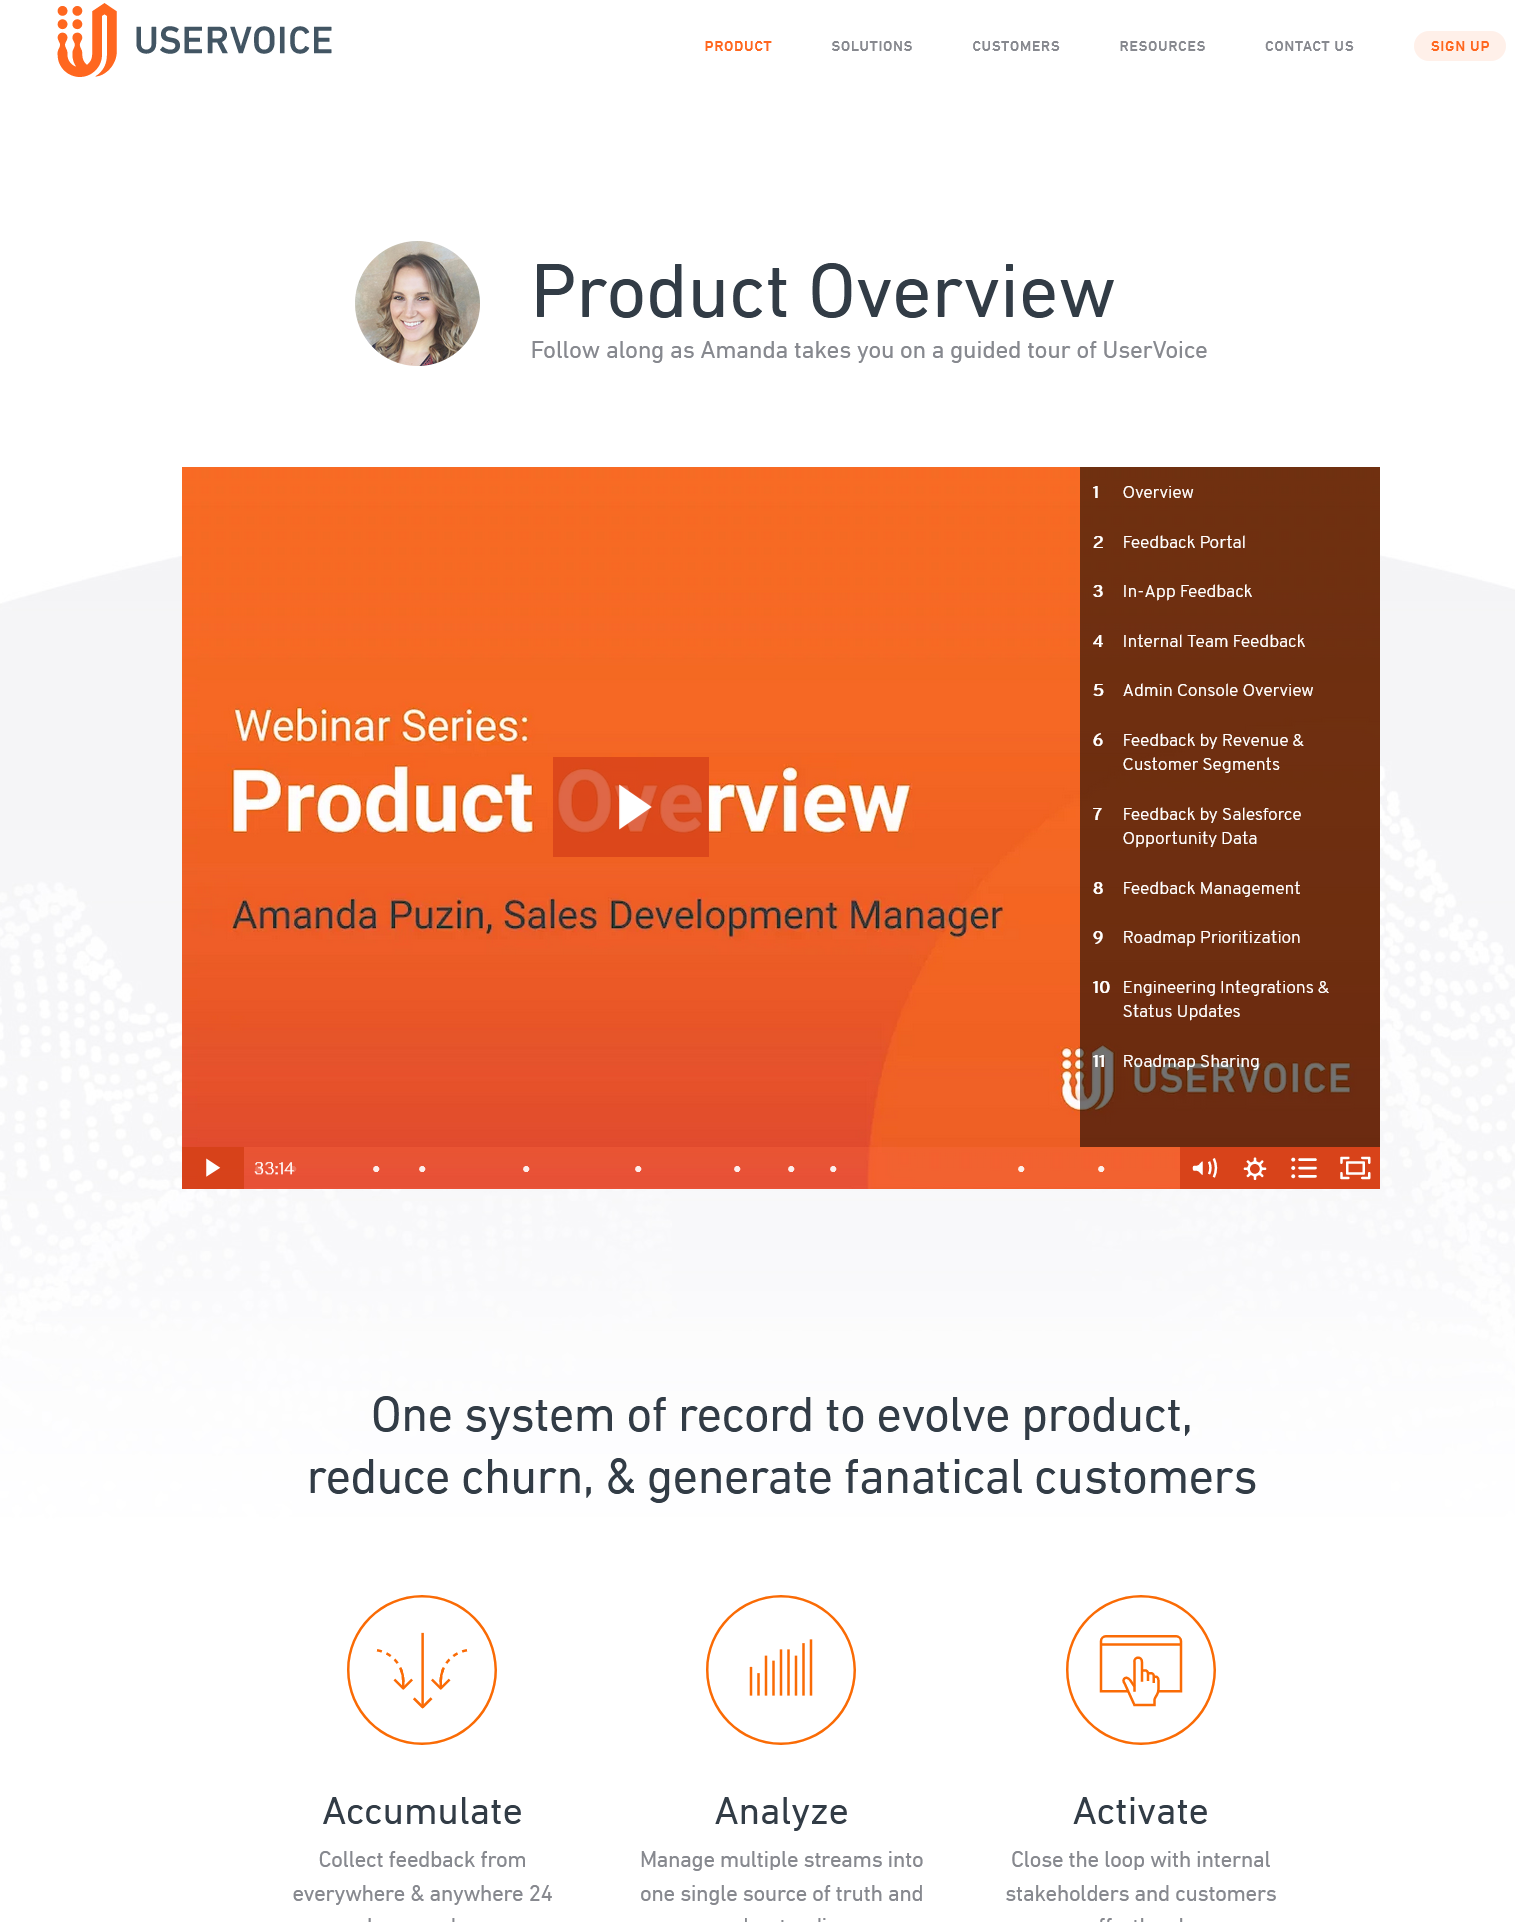 USERVOICE
PRODUCT
SOLUTIONS
CUSTOMERS
RESOURCES
CONTACT US
SIGN UP
Product Overview
Follow along as Amanda takes you on a guided tour of UserVoice
Webinar Series:
Product Overview
Amanda Puzin, Sales Development Manager
1 Overview
2 Feedback Portal
3 In-App Feedback
4 Internal Team Feedback
5 Admin Console Overview
6 Feedback by Revenue &
Customer Segments
7 Feedback by Salesforce
Opportunity Data
8 Feedback Management
9 Roadmap Prioritization
10 Engineering Integrations &
Status Updates
11 Roadmap Sharing
USERVOICE
33:14
One system of record to evolve product,
reduce churn, & generate fanatical customers
Accumulate
Collect feedback from
everywhere & anywhere 24
Analyze
Manage multiple streams into
one single source of truth and
Activate
Close the loop with internal
stakeholders and customers